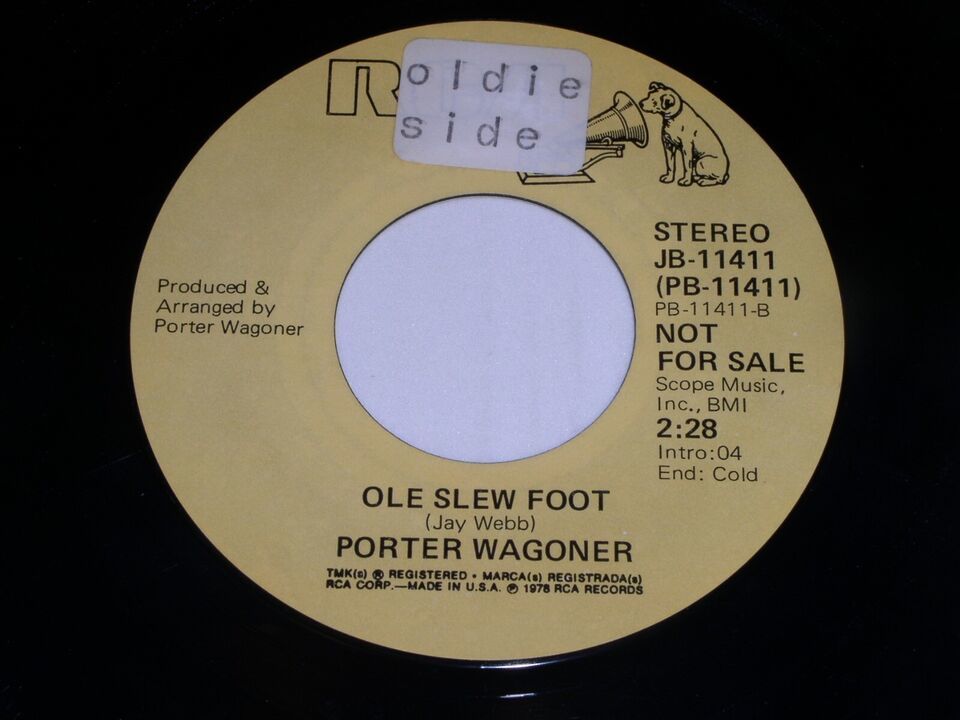 R
oldie
side
STEREO
JB-11411
(PB-11411)
PB-11411-B
NOT
FOR SALE
Scope Music,
Inc., BMI
2:28
Intro:04
End: Cold
Produced &
Arranged by
Porter Wagoner
OLE SLEW FOOT
(Jay Webb)
PORTER WAGONER
TMK(s) ® REGISTERED • MARCA(s) REGISTRADA(s)
RCA CORP.—MADE IN U.S.A. ℗ 1978 RCA RECORDS